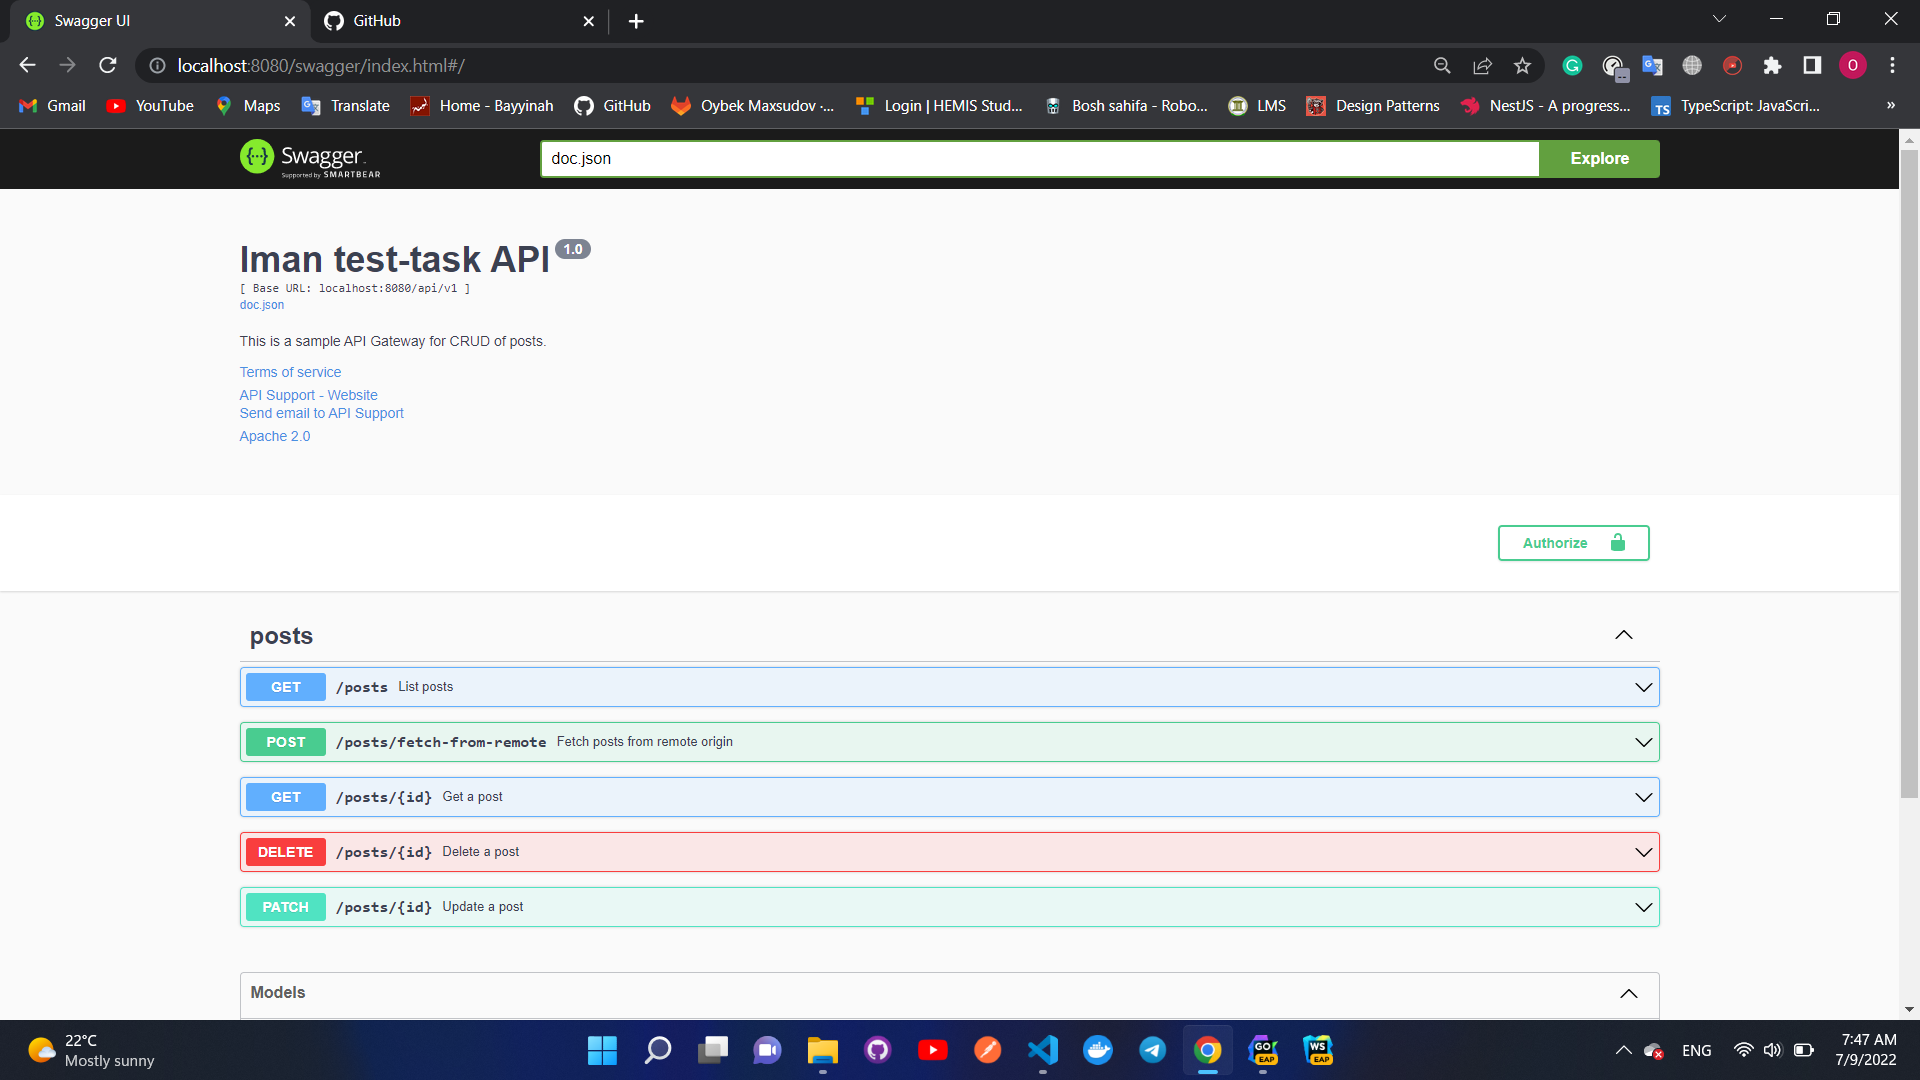 Swagger UI
GitHub
localhost:8080/swagger/index.html#/
O
Gmail
YouTube
Maps
Translate
Home - Bayyinah
GitHub
Oybek Maxsudov ·...
Login | HEMIS Stud...
Bosh sahifa - Robo...
LMS
Design Patterns
NestJS - A progress...
TS
TypeScript: JavaScri...
»
Swagger.
Supported by SMARTBEAR
doc.json
Explore
Iman test-task API 1.0
[ Base URL: localhost:8080/api/v1 ]
doc.json
This is a sample API Gateway for CRUD of posts.
Terms of service
API Support - Website
Send email to API Support
Apache 2.0
Authorize
posts
GET /posts List posts
POST /posts/fetch-from-remote Fetch posts from remote origin
GET /posts/{id} Get a post
DELETE /posts/{id} Delete a post
PATCH /posts/{id} Update a post
Models
22°C
Mostly sunny
GO
EAP
WS
EAP
ENG
7:47 AM
7/9/2022